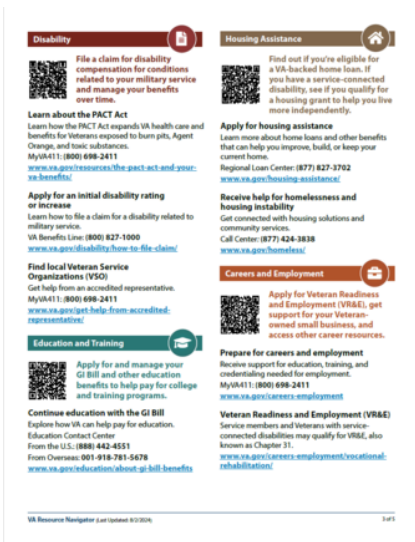 Disability
File a claim for disability
compensation for conditions
related to your military service
and manage your benefits
over time.
Learn about the PACT Act
Learn how the PACT Act expands VA health care and
benefits for Veterans exposed to burn pits, Agent
Orange, and toxic substances.
MyVA411: (800) 698-2411
www.va.gov/resources/the-pact-act-and-your-
va-benefits/
Apply for an initial disability rating
or increase
Learn how to file a claim for a disability related to
military service.
VA Benefits Line: (800) 827-1000
www.va.gov/disability/how-to-file-claim/
Find local Veteran Service
Organizations (VSO)
Get help from an accredited representative.
MyVA411: (800) 698-2411
www.va.gov/get-help-from-accredited-
representative/
Education and Training
Apply for and manage your
GI Bill and other education
benefits to help pay for college
and training programs.
Continue education with the GI Bill
Explore how VA can help pay for education.
Education Contact Center
From the U.S.: (888) 442-4551
From Overseas: 001-918-781-5678
www.va.gov/education/about-gi-bill-benefits
Housing Assistance
Find out if you're eligible for
a VA-backed home loan. If
you have a service-connected
disability, see if you qualify for
a housing grant to help you live
more independently.
Apply for housing assistance
Learn more about home loans and other benefits
that can help you improve, build, or keep your
current home.
Regional Loan Center: (877) 827-3702
www.va.gov/housing-assistance/
Receive help for homelessness and
housing instability
Get connected with housing solutions and
community services.
Call Center: (877) 424-3838
www.va.gov/homeless/
Careers and Employment
Apply for Veteran Readiness
and Employment (VR&E), get
support for your Veteran-
owned small business, and
access other career resources.
Prepare for careers and employment
Receive support for education, training, and
credentialing needed for employment.
MyVA411: (800) 698-2411
www.va.gov/careers-employment
Veteran Readiness and Employment (VR&E)
Service members and Veterans with service-
connected disabilities may qualify for VR&E, also
known as Chapter 31.
www.va.gov/careers-employment/vocational-
rehabilitation/
VA Resource Navigator (Last Updated: 8/2/2024)
5 of 5